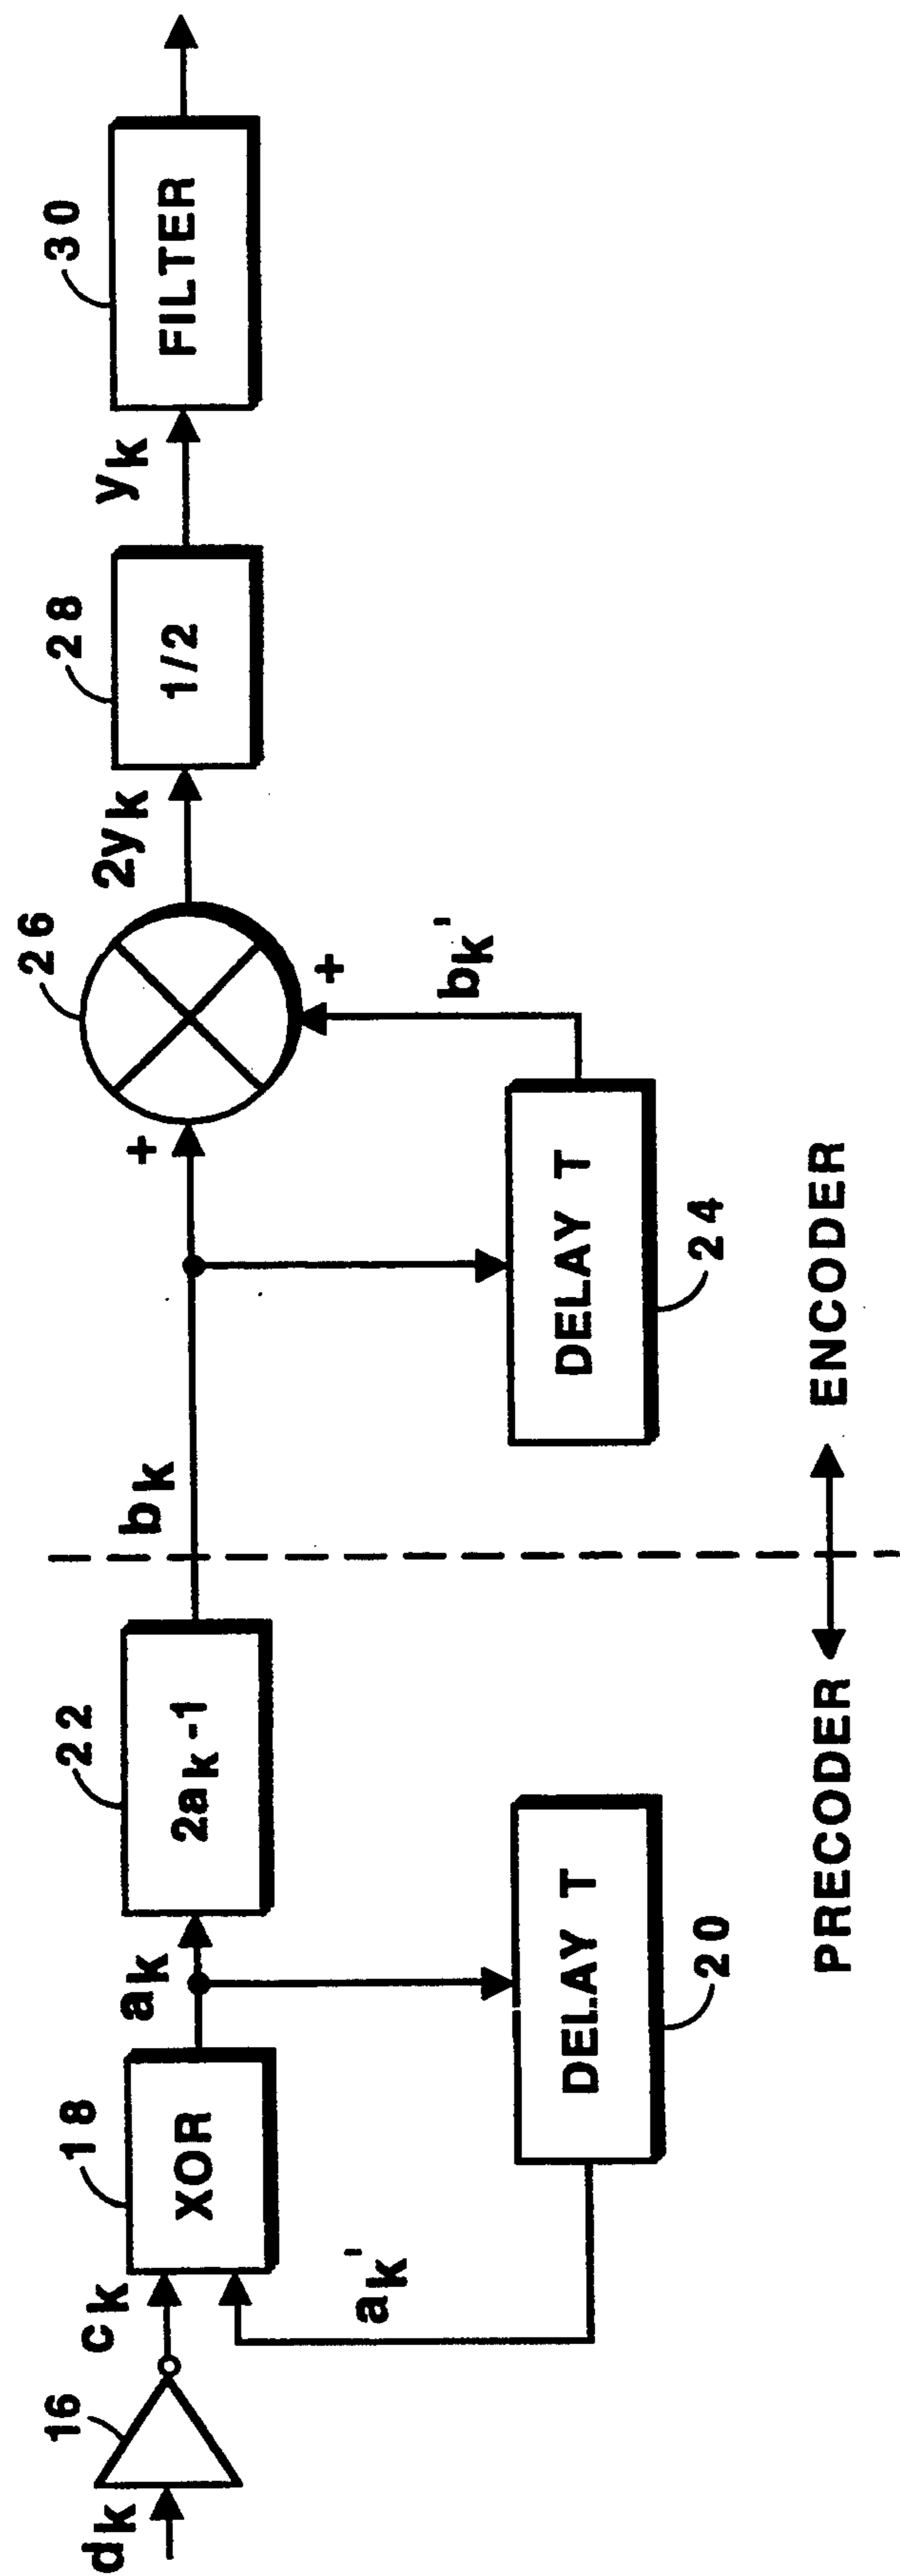 d_k
16
c_k
18
XOR
a_k'
a_k
DELAY T
20
22
2a_k-1
b_k
PRECODER
ENCODER
DELAY T
24
b_k'
+
+
26
2y_k
28
1/2
y_k
30
FILTER